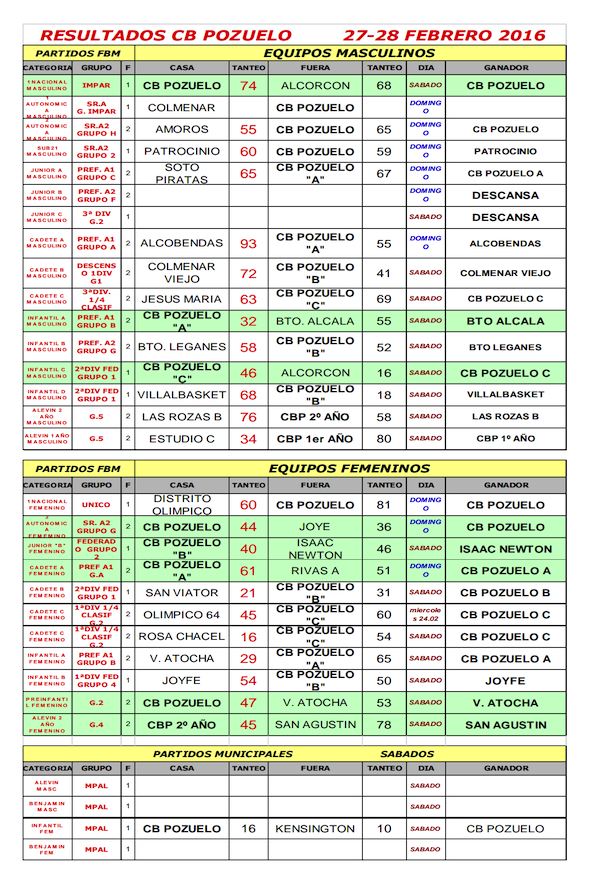 RESULTADOS CB POZUELO 27-28 FEBRERO 2016
PARTIDOS FBM EQUIPOS MASCULINOS
CATEGORIA GRUPO F CASA TANTEO FUERA TANTEO DIA GANADOR
1NACIONAL MASCULINO IMPAR 1 CB POZUELO 74 ALCORCON 68 SABADO CB POZUELO
1 AUTONOMICA MASCULINO SR.A G. IMPAR 1 COLMENAR CB POZUELO DOMINGO
2 AUTONOMICA MASCULINO SR.A2 GRUPO H 2 AMOROS 55 CB POZUELO 65 DOMINGO CB POZUELO
SUB21 MASCULINO SR.A2 GRUPO 2 1 PATROCINIO 60 CB POZUELO 59 DOMINGO PATROCINIO
JUNIOR A MASCULINO PREF. A1 GRUPO C 2 SOTO PIRATAS 65 CB POZUELO "A" 67 DOMINGO CB POZUELO A
JUNIOR B MASCULINO PREF. A2 GRUPO F 2 DOMINGO DESCANSA
JUNIOR C MASCULINO 3ª DIV G.2 1 SABADO DESCANSA
CADETE A MASCULINO PREF. A1 GRUPO A 2 ALCOBENDAS 93 CB POZUELO "A" 55 DOMINGO ALCOBENDAS
CADETE B MASCULINO DESCENSO 1DIV G1 2 COLMENAR VIEJO 72 CB POZUELO "B" 41 SABADO COLMENAR VIEJO
CADETE C MASCULINO 3ªDIV. 1/4 CLASIF 2 JESUS MARIA 63 CB POZUELO "C" 69 SABADO CB POZUELO C
INFANTIL A MASCULINO PREF. A1 GRUPO B 2 CB POZUELO "A" 32 BTO. ALCALA 55 SABADO BTO ALCALA
INFANTIL B MASCULINO PREF. A2 GRUPO G 2 BTO. LEGANES 58 CB POZUELO "B" 52 SABADO BTO LEGANES
INFANTIL C MASCULINO 2ªDIV FED GRUPO 1 1 CB POZUELO "C" 46 ALCORCON 16 SABADO CB POZUELO C
INFANTIL D MASCULINO 2ªDIV FED GRUPO 1 1 VILLALBASKET 68 CB POZUELO "B" 18 SABADO VILLALBASKET
ALEVIN 2 AÑO MASCULINO G.5 2 LAS ROZAS B 76 CBP 2º AÑO 58 SABADO LAS ROZAS B
ALEVIN 1AÑO MASCULINO G.5 2 ESTUDIO C 34 CBP 1er AÑO 80 SABADO CBP 1º AÑO
PARTIDOS FBM EQUIPOS FEMENINOS
CATEGORIA GRUPO F CASA TANTEO FUERA TANTEO DIA GANADOR
1NACIONAL FEMENINO UNICO 1 DISTRITO OLIMPICO 60 CB POZUELO 81 DOMINGO CB POZUELO
AUTONOMICA FEMEMINO SR. A2 GRUPO G 2 CB POZUELO 44 JOYE 36 DOMINGO CB POZUELO
JUNIOR "B" FEMENINO FEDERADO GRUPO 2 1 CB POZUELO "B" 40 ISAAC NEWTON 46 SABADO ISAAC NEWTON
CADETE A FEMENINO PREF A1 G.A 2 CB POZUELO "A" 61 RIVAS A 51 DOMINGO CB POZUELO A
CADETE B FEMENINO 2ªDIV FED GRUPO 1 1 SAN VIATOR 21 CB POZUELO "B" 31 SABADO CB POZUELO B
CADETE C FEMENINO 1ªDIV 1/4 CLASIF G.2 2 OLIMPICO 64 45 CB POZUELO "C" 60 miercoles 24.02 CB POZUELO C
CADETE C FEMENINO 1ªDIV 1/4 CLASIF G.2 2 ROSA CHACEL 16 CB POZUELO "C" 54 SABADO CB POZUELO C
INFANTIL A FEMENINO PREF A1 GRUPO B 2 V. ATOCHA 29 CB POZUELO "A" 65 SABADO CB POZUELO A
INFANTIL B FEMENINO 1ªDIV FED GRUPO 4 1 JOYFE 54 CB POZUELO "B" 50 SABADO JOYFE
PREINFANTIL FEMENINO G.2 2 CB POZUELO 47 V. ATOCHA 53 SABADO V. ATOCHA
ALEVIN 2 AÑO FEMENINO G.4 2 CBP 2º AÑO 45 SAN AGUSTIN 78 SABADO SAN AGUSTIN
PARTIDOS MUNICIPALES SABADOS
CATEGORIA GRUPO F CASA TANTEO FUERA TANTEO DIA GANADOR
ALEVIN MASC MPAL 1 SABADO
BENJAMIN MASC MPAL 1 SABADO
INFANTIL FEM MPAL 1 CB POZUELO 16 KENSINGTON 10 SABADO CB POZUELO
BENJAMIN FEM MPAL 1 SABADO